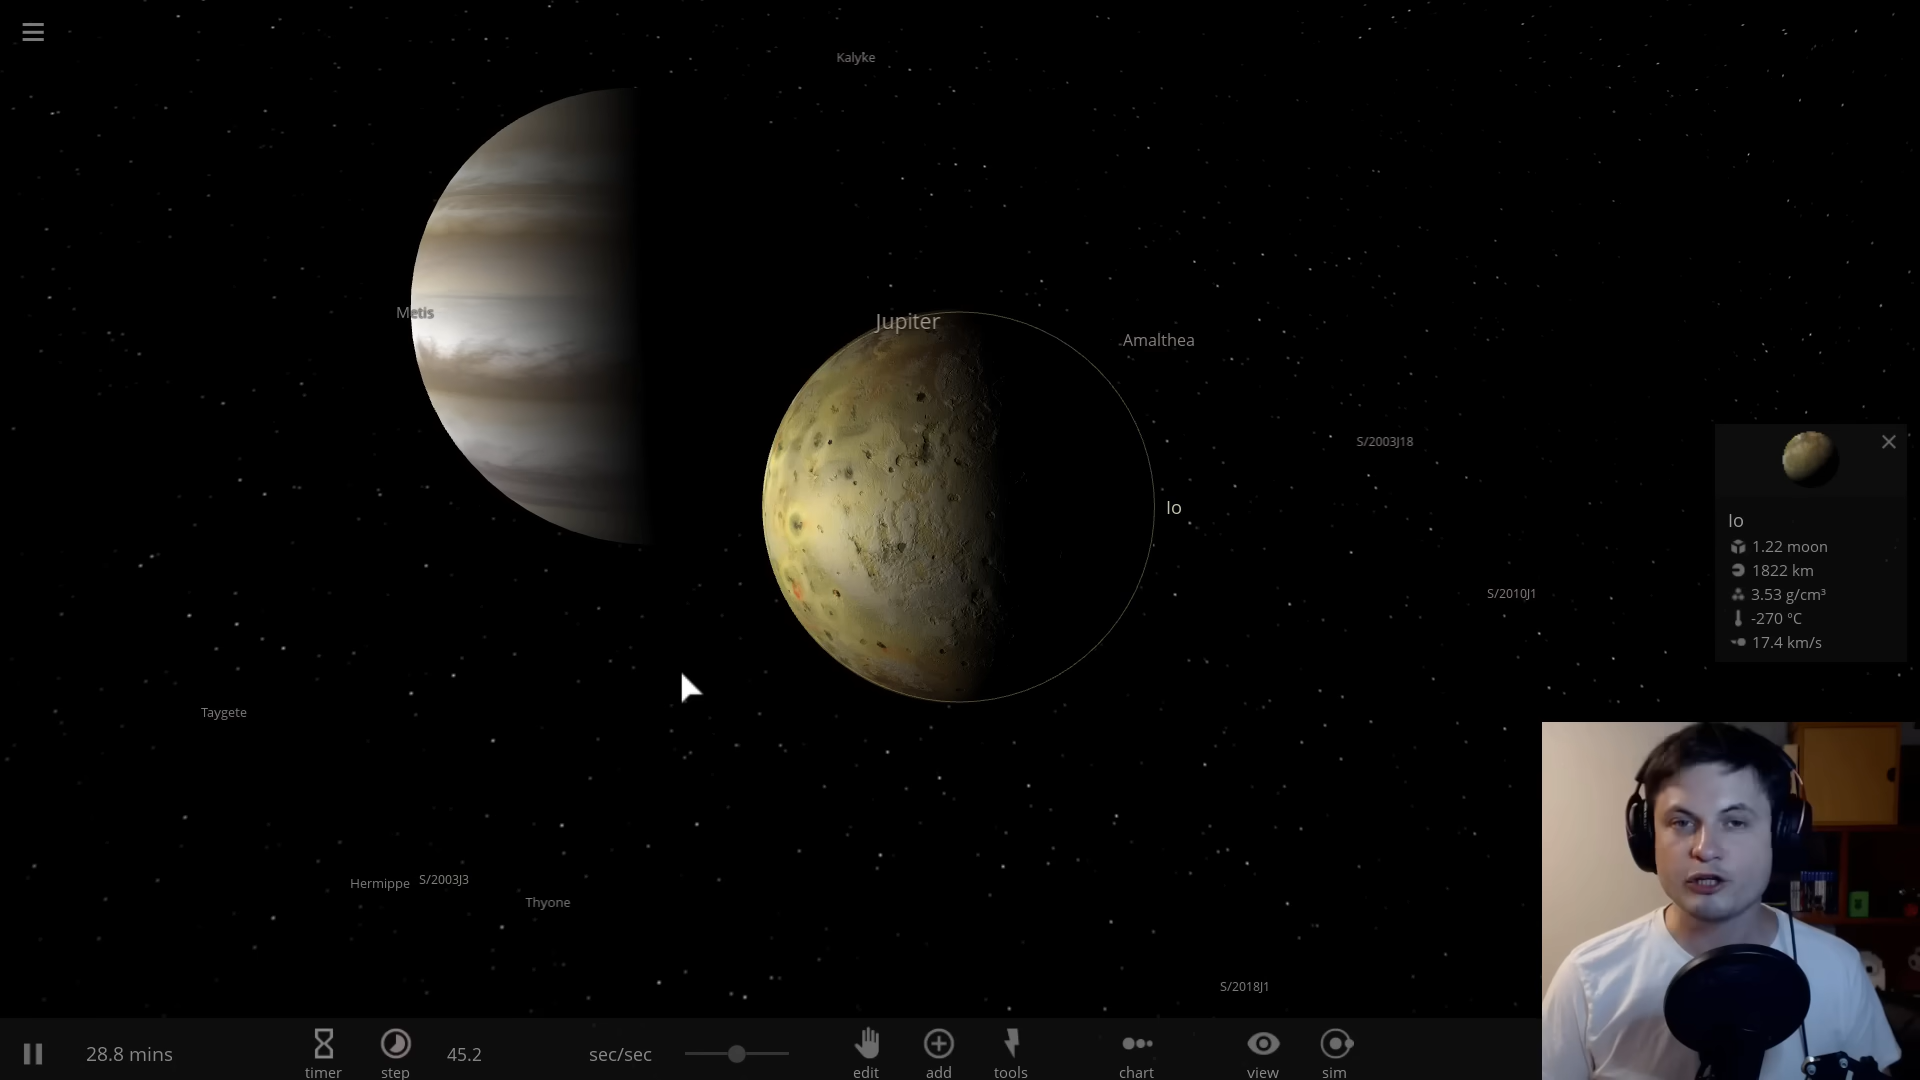 Kalyke
Metis
Jupiter
Amalthea
S/2003J18
Io
S/2010J1
Io
1.22 moon
1822 km
3.53 g/cm³
-270 °C
17.4 km/s
Taygete
Hermippe
S/2003J3
Thyone
S/2018J1
28.8 mins
timer
step
45.2
sec/sec
edit
add
tools
chart
view
sim